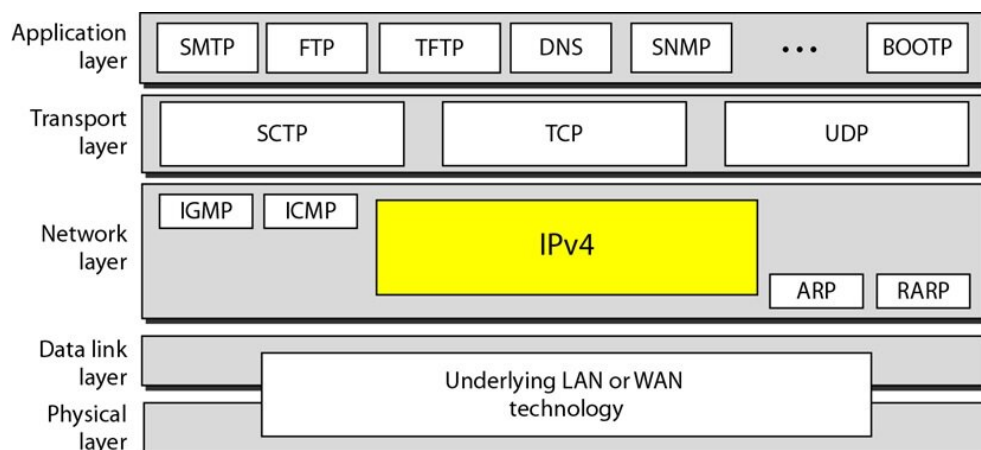 Application
layer
SMTP FTP TFTP DNS SNMP ... BOOTP
Transport
layer
SCTP TCP UDP
Network
layer
IGMP ICMP
IPv4
ARP RARP
Data link
layer
Underlying LAN or WAN
technology
Physical
layer